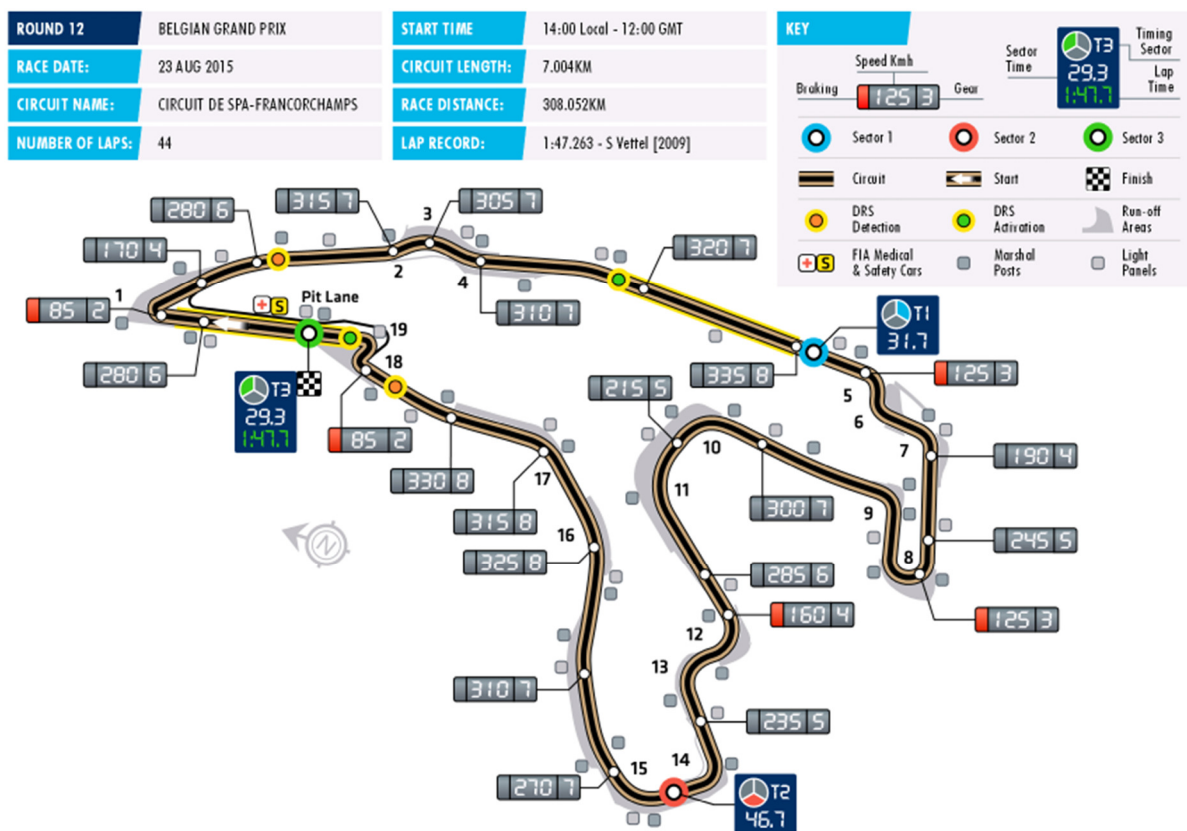 ROUND 12
BELGIAN GRAND PRIX
RACE DATE:
23 AUG 2015
CIRCUIT NAME:
CIRCUIT DE SPA-FRANCORCHAMPS
NUMBER OF LAPS:
44
START TIME
14:00 Local - 12:00 GMT
CIRCUIT LENGTH:
7.004KM
RACE DISTANCE:
308.052KM
LAP RECORD:
1:47.263 - S Vettel [2009]
KEY
Speed Kmh
Braking
125 3
Gear
Sector Time
T3
29.3
1:47.7
Timing Sector
Lap Time
Sector 1
Sector 2
Sector 3
Circuit
Start
Finish
DRS Detection
DRS Activation
Run-off Areas
S
FIA Medical & Safety Cars
Marshal Posts
Light Panels
280 6
315 7
3
305 7
170 4
2
4
320 7
310 7
1
85 2
S
Pit Lane
19
18
280 6
T3
29.3
1:47.7
85 2
330 8
315 8
17
16
325 8
N
T1
31.7
335 8
125 3
5
6
7
215 5
10
11
300 7
9
190 4
8
245 5
125 3
285 6
160 4
12
13
235 5
310 7
270 7
15
14
T2
46.7